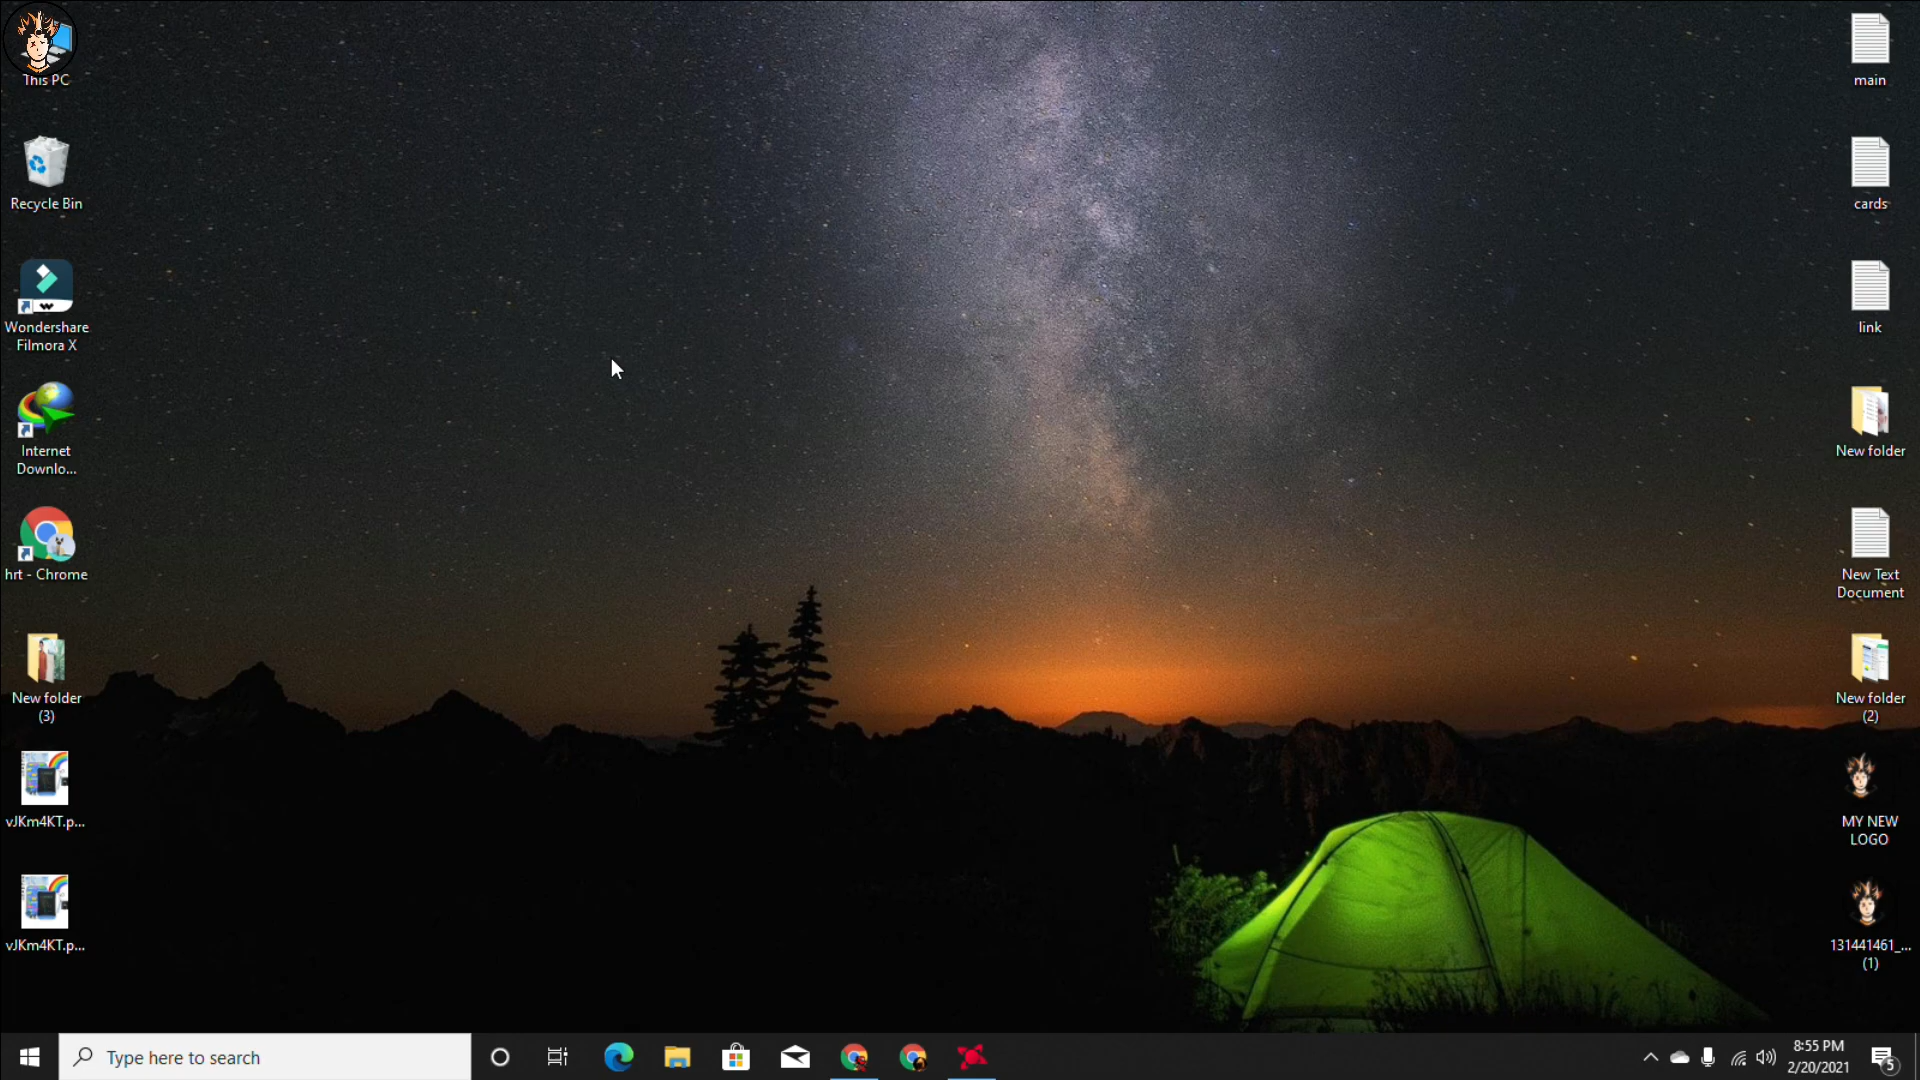 This PC
Recycle Bin
Wondershare
Filmora X
Internet
Downlo...
hrt - Chrome
New folder
(3)
vJKm4KT.p...
vJKm4KT.p...
main
cards
link
New folder
New Text
Document
New folder
(2)
MY NEW
LOGO
131441461_...
(1)
Type here to search
8:55 PM
2/20/2021
5